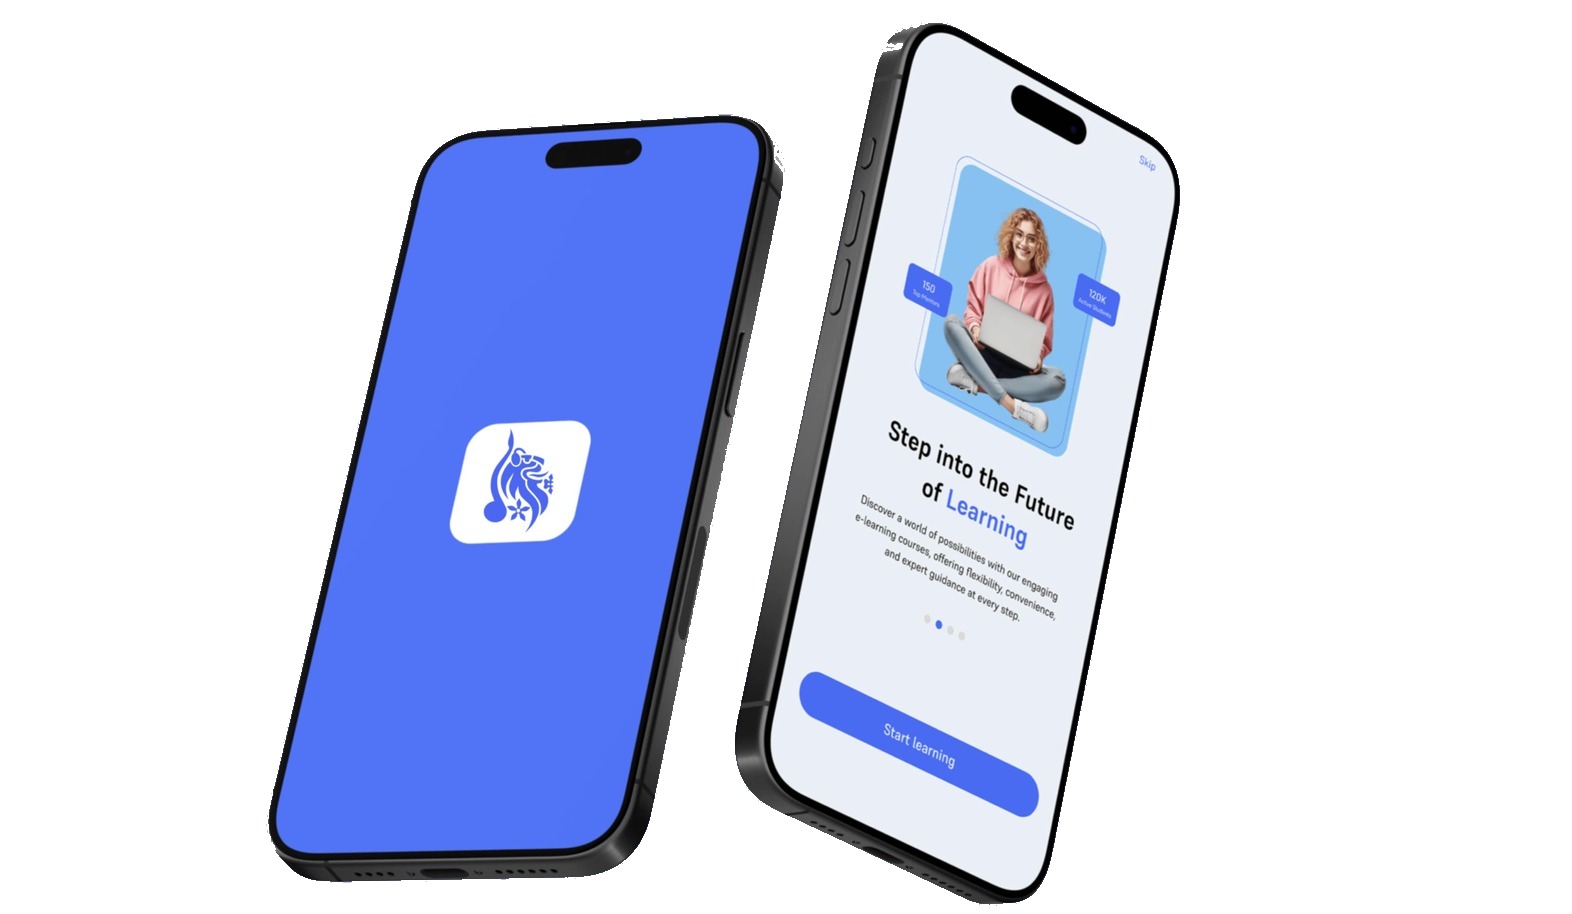 Skip
150
Top Mentors
120K
Active Students
Step into the Future
of Learning
Discover a world of possibilities with our engaging
e-learning courses, offering flexibility, convenience,
and expert guidance at every step.
Start learning